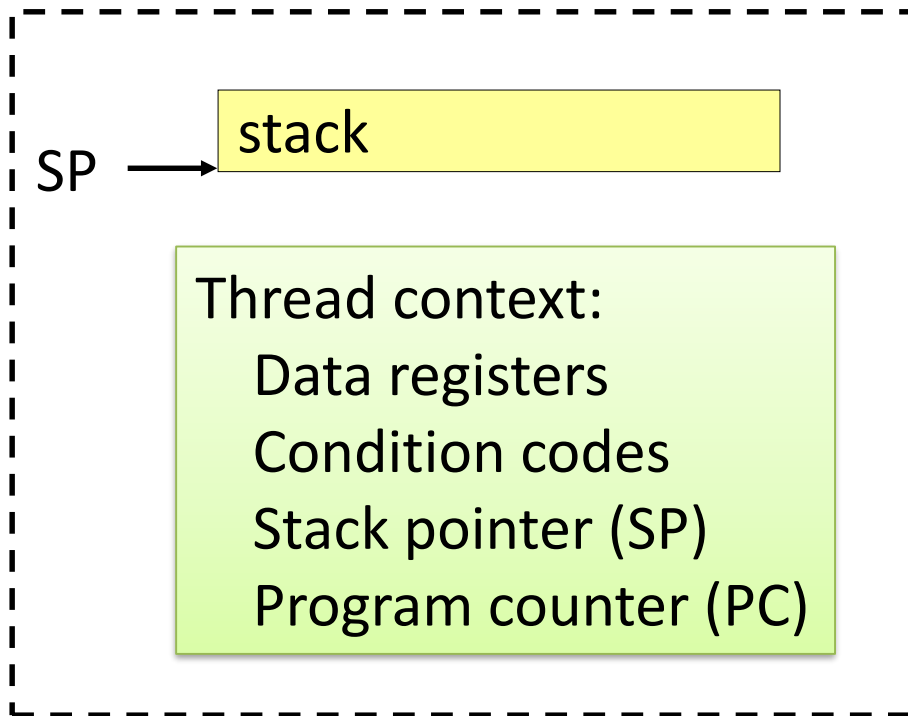 stack
SP
Thread context:
Data registers
Condition codes
Stack pointer (SP)
Program counter (PC)